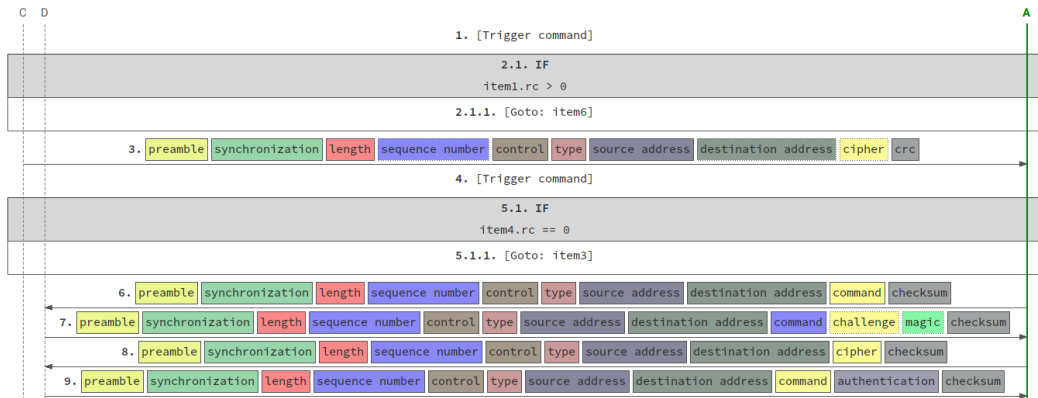 C D A
1. [Trigger command]
2.1. IF
item1.rc > 0
2.1.1. [Goto: item6]
3. preamble synchronization length sequence number control type source address destination address cipher crc
4. [Trigger command]
5.1. IF
item4.rc == 0
5.1.1. [Goto: item3]
6. preamble synchronization length sequence number control type source address destination address command checksum
7. preamble synchronization length sequence number control type source address destination address command challenge magic checksum
8. preamble synchronization length sequence number control type source address destination address cipher checksum
9. preamble synchronization length sequence number control type source address destination address command authentication checksum